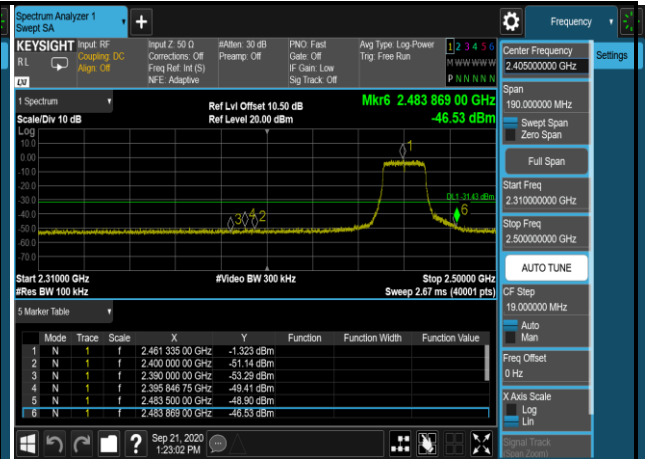 Spectrum Analyzer 1
Swept SA
Frequency
KEYSIGHT
RL
LXI
Input: RF
Coupling: DC
Align: Off
Input Z: 50 Ω
Corrections: Off
Freq Ref: Int (S)
NFE: Adaptive
#Atten: 30 dB
Preamp: Off
PNO: Fast
Gate: Off
IF Gain: Low
Sig Track: Off
Avg Type: Log-Power
Trig: Free Run
1 2 3 4 5 6
M W W W W W
P N N N N N
Settings
Center Frequency
2.405000000 GHz
Span
190.000000 MHz
Swept Span
Zero Span
Full Span
Start Freq
2.310000000 GHz
Stop Freq
2.500000000 GHz
AUTO TUNE
CF Step
19.000000 MHz
Auto
Man
Freq Offset
0 Hz
X Axis Scale
Log
Lin
Signal Track
(Span Zoom)
1 Spectrum
Scale/Div 10 dB
Ref Lvl Offset 10.50 dB
Ref Level 20.00 dBm
Mkr6 2.483 869 00 GHz
-46.53 dBm
Log
10.0
0.00
-10.0
-20.0
-30.0
-40.0
-50.0
-60.0
-70.0
1
DL1 -31.43 dBm
6
3 4 2
Start 2.31000 GHz
#Res BW 100 kHz
#Video BW 300 kHz
Stop 2.50000 GHz
Sweep 2.67 ms (40001 pts)
5 Marker Table
Mode Trace Scale X Y Function Function Width Function Value
1 N 1 f 2.461 335 00 GHz -1.323 dBm
2 N 1 f 2.400 000 00 GHz -51.14 dBm
3 N 1 f 2.390 000 00 GHz -53.29 dBm
4 N 1 f 2.395 846 75 GHz -49.41 dBm
5 N 1 f 2.483 500 00 GHz -48.90 dBm
6 N 1 f 2.483 869 00 GHz -46.53 dBm
Sep 21, 2020
1:23:02 PM